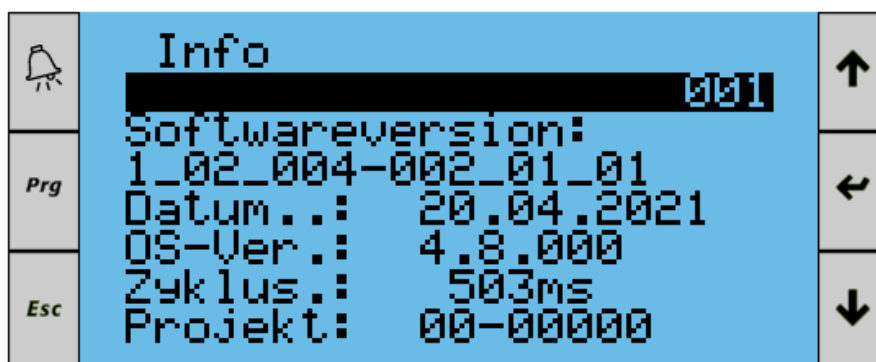 Info
001
Softwareversion:
1_02_004-002_01_01
Prg
Datum..: 20.04.2021
OS-Ver.: 4.8.000
Zyklus.: 503ms
Esc
Projekt: 00-00000